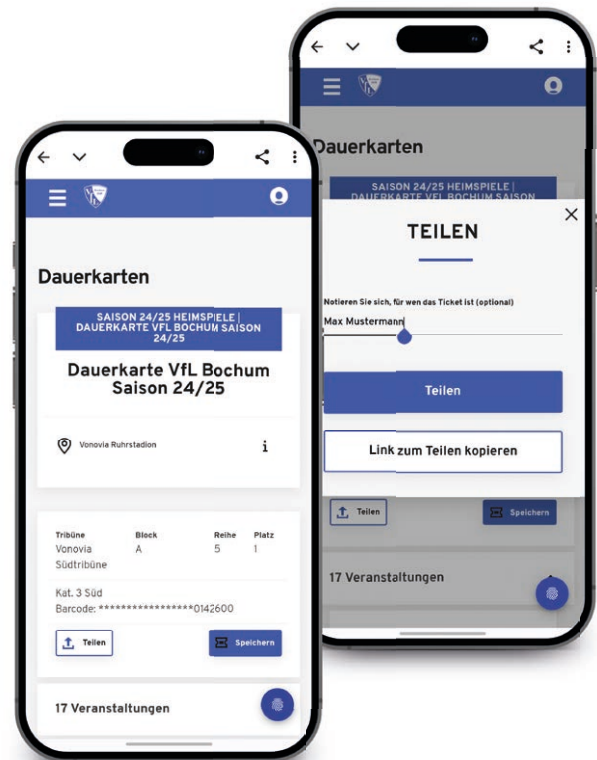 Dauerkarten
SAISON 24/25 HEIMSPIELE |
DAUERKARTE VFL BOCHUM SAISON
24/25
Dauerkarte VfL Bochum
Saison 24/25
Vonovia Ruhrstadion
i
Tribüne Block Reihe Platz
Vonovia A 5 1
Südtribüne
Kat. 3 Süd
Barcode: *****************0142600
Teilen Speichern
17 Veranstaltungen
Dauerkarten
SAISON 24/25 HEIMSPIELE |
DAUERKARTE VFL BOCHUM SAISON
TEILEN
Notieren Sie sich, für wen das Ticket ist (optional)
Max Mustermann
Teilen
Link zum Teilen kopieren
Teilen Speichern
17 Veranstaltungen